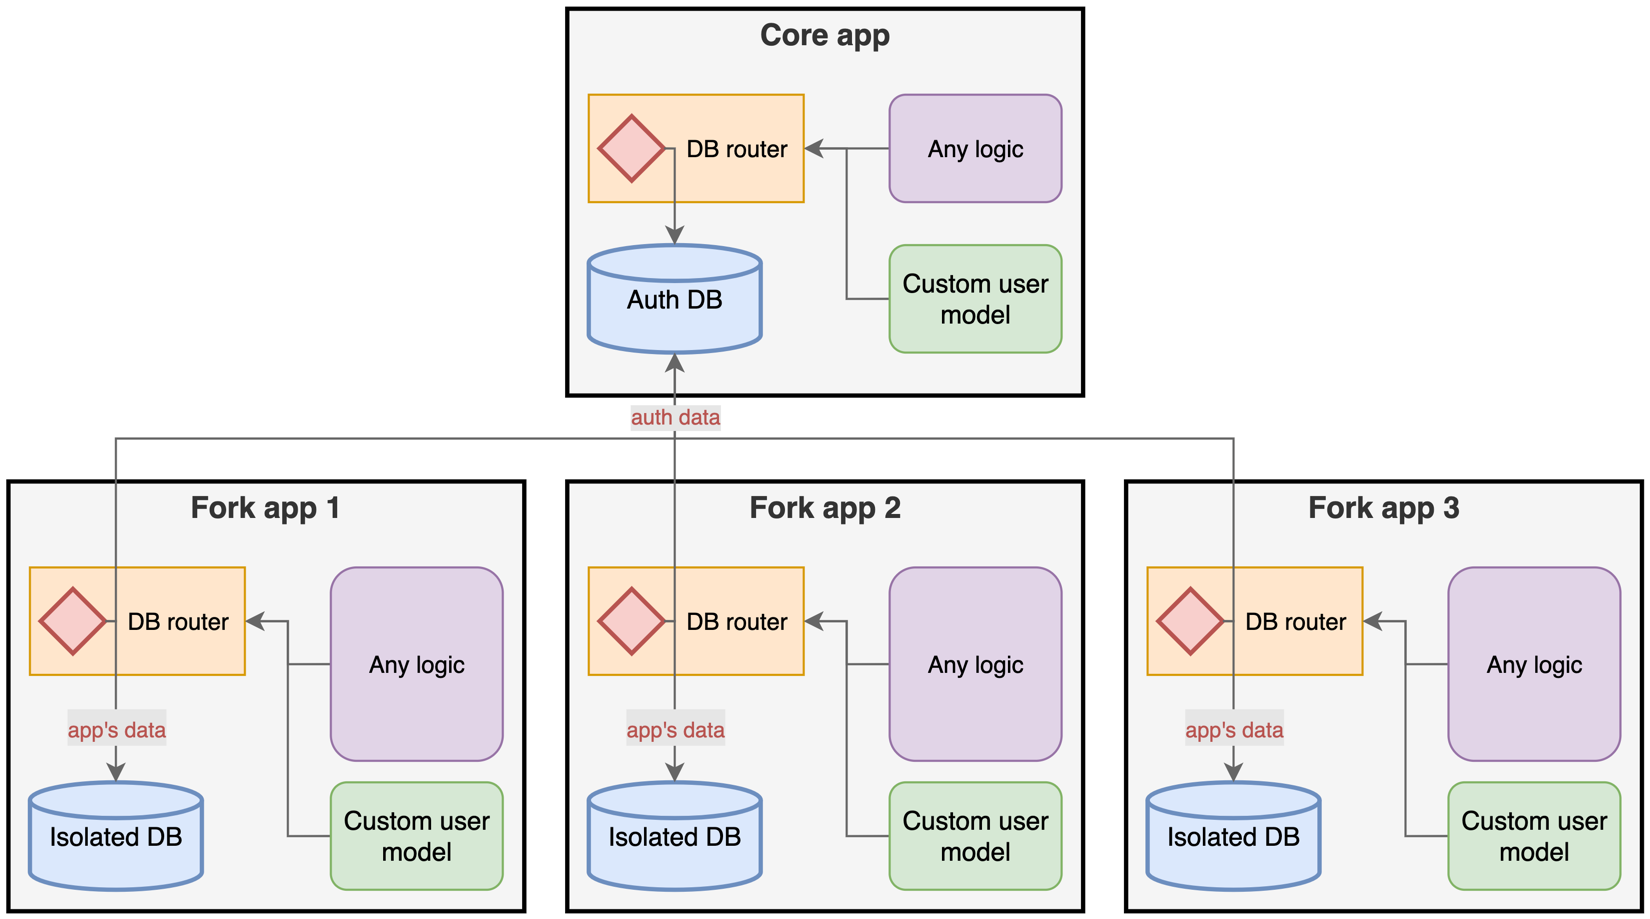 Core app
DB router
Any logic
Auth DB
Custom user
model
auth data
Fork app 1
DB router
Any logic
app's data
Isolated DB
Custom user
model
Fork app 2
DB router
Any logic
app's data
Isolated DB
Custom user
model
Fork app 3
DB router
Any logic
app's data
Isolated DB
Custom user
model